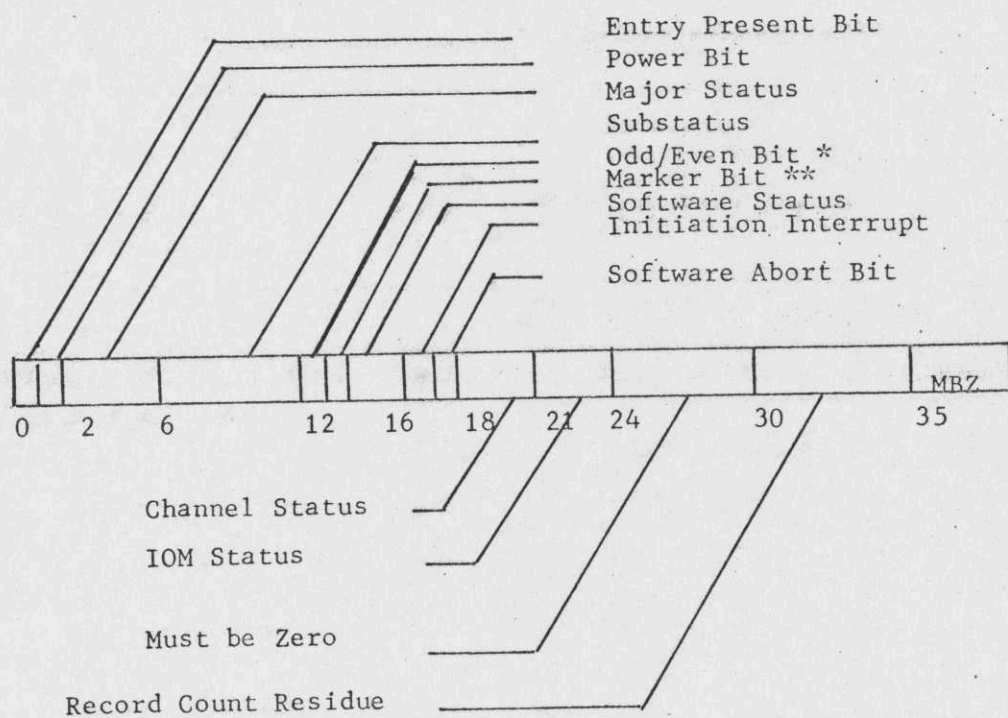 Entry Present Bit
Power Bit
Major Status
Substatus
Odd/Even Bit *
Marker Bit **
Software Status
Initiation Interrupt
Software Abort Bit
MBZ
0 2 6 12 16 18 21 24 30 35
Channel Status
IOM Status
Must be Zero
Record Count Residue